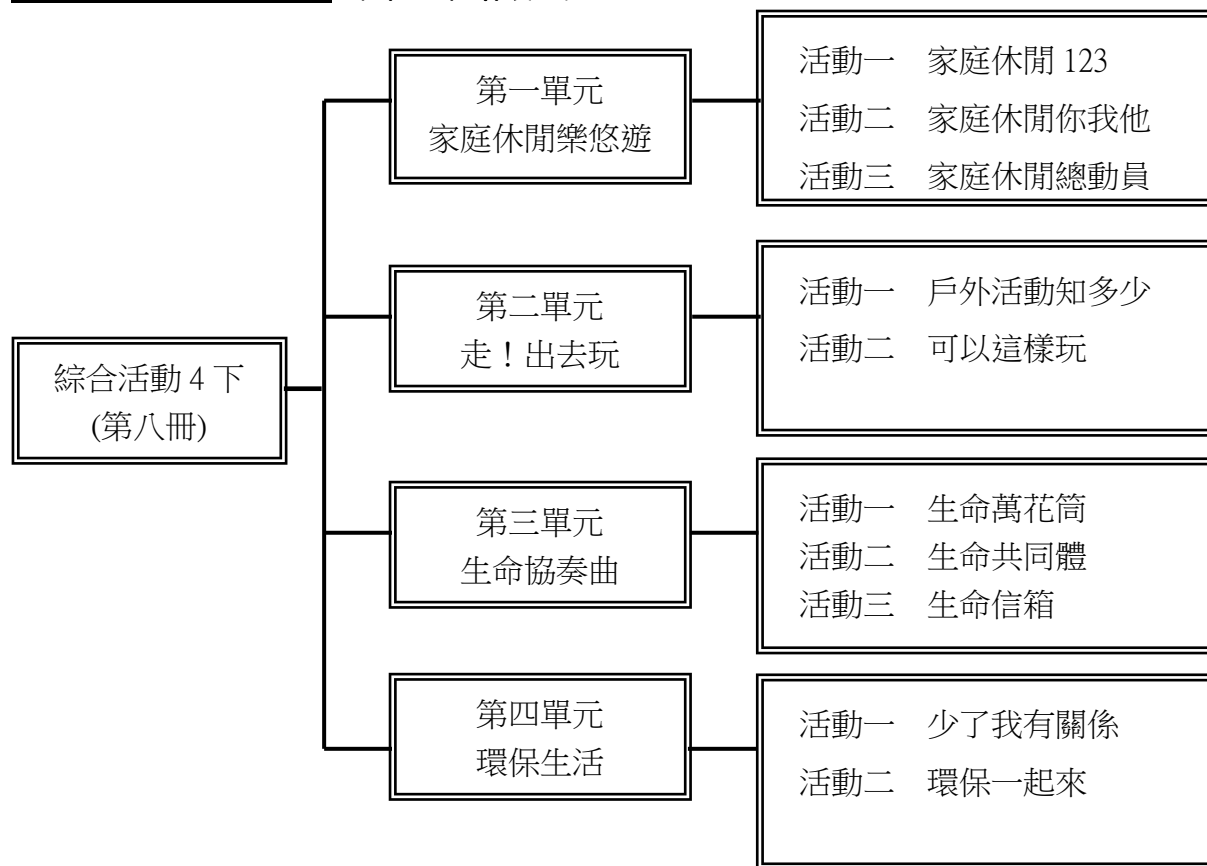 第一單元
家庭休閒樂悠遊
活動一　家庭休閒 123
活動二　家庭休閒你我他
活動三　家庭休閒總動員
第二單元
走！出去玩
活動一　戶外活動知多少
活動二　可以這樣玩
綜合活動 4 下
(第八冊)
第三單元
生命協奏曲
活動一　生命萬花筒
活動二　生命共同體
活動三　生命信箱
第四單元
環保生活
活動一　少了我有關係
活動二　環保一起來